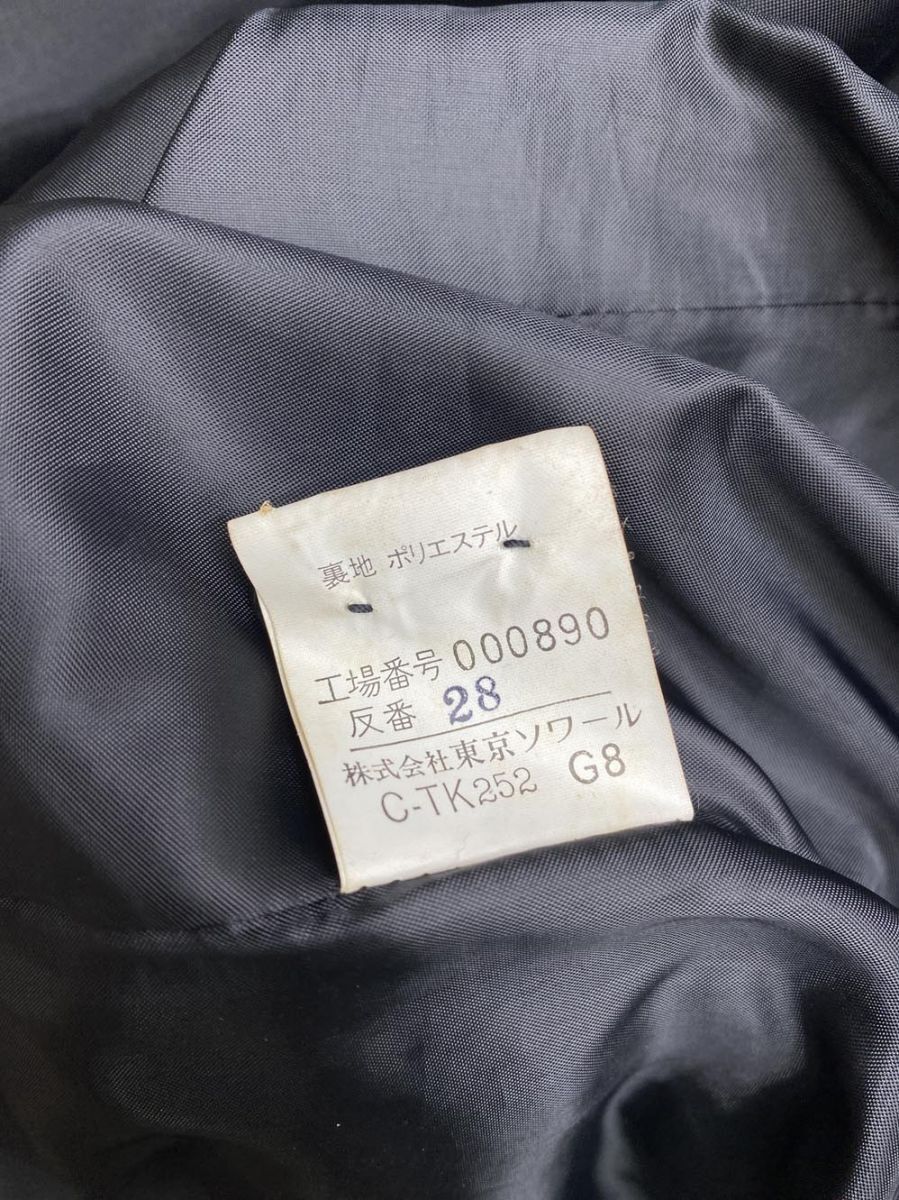 裏地 ポリエステル
工場番号 000890
反番 28
株式会社東京ソワール
C-TK252 G8